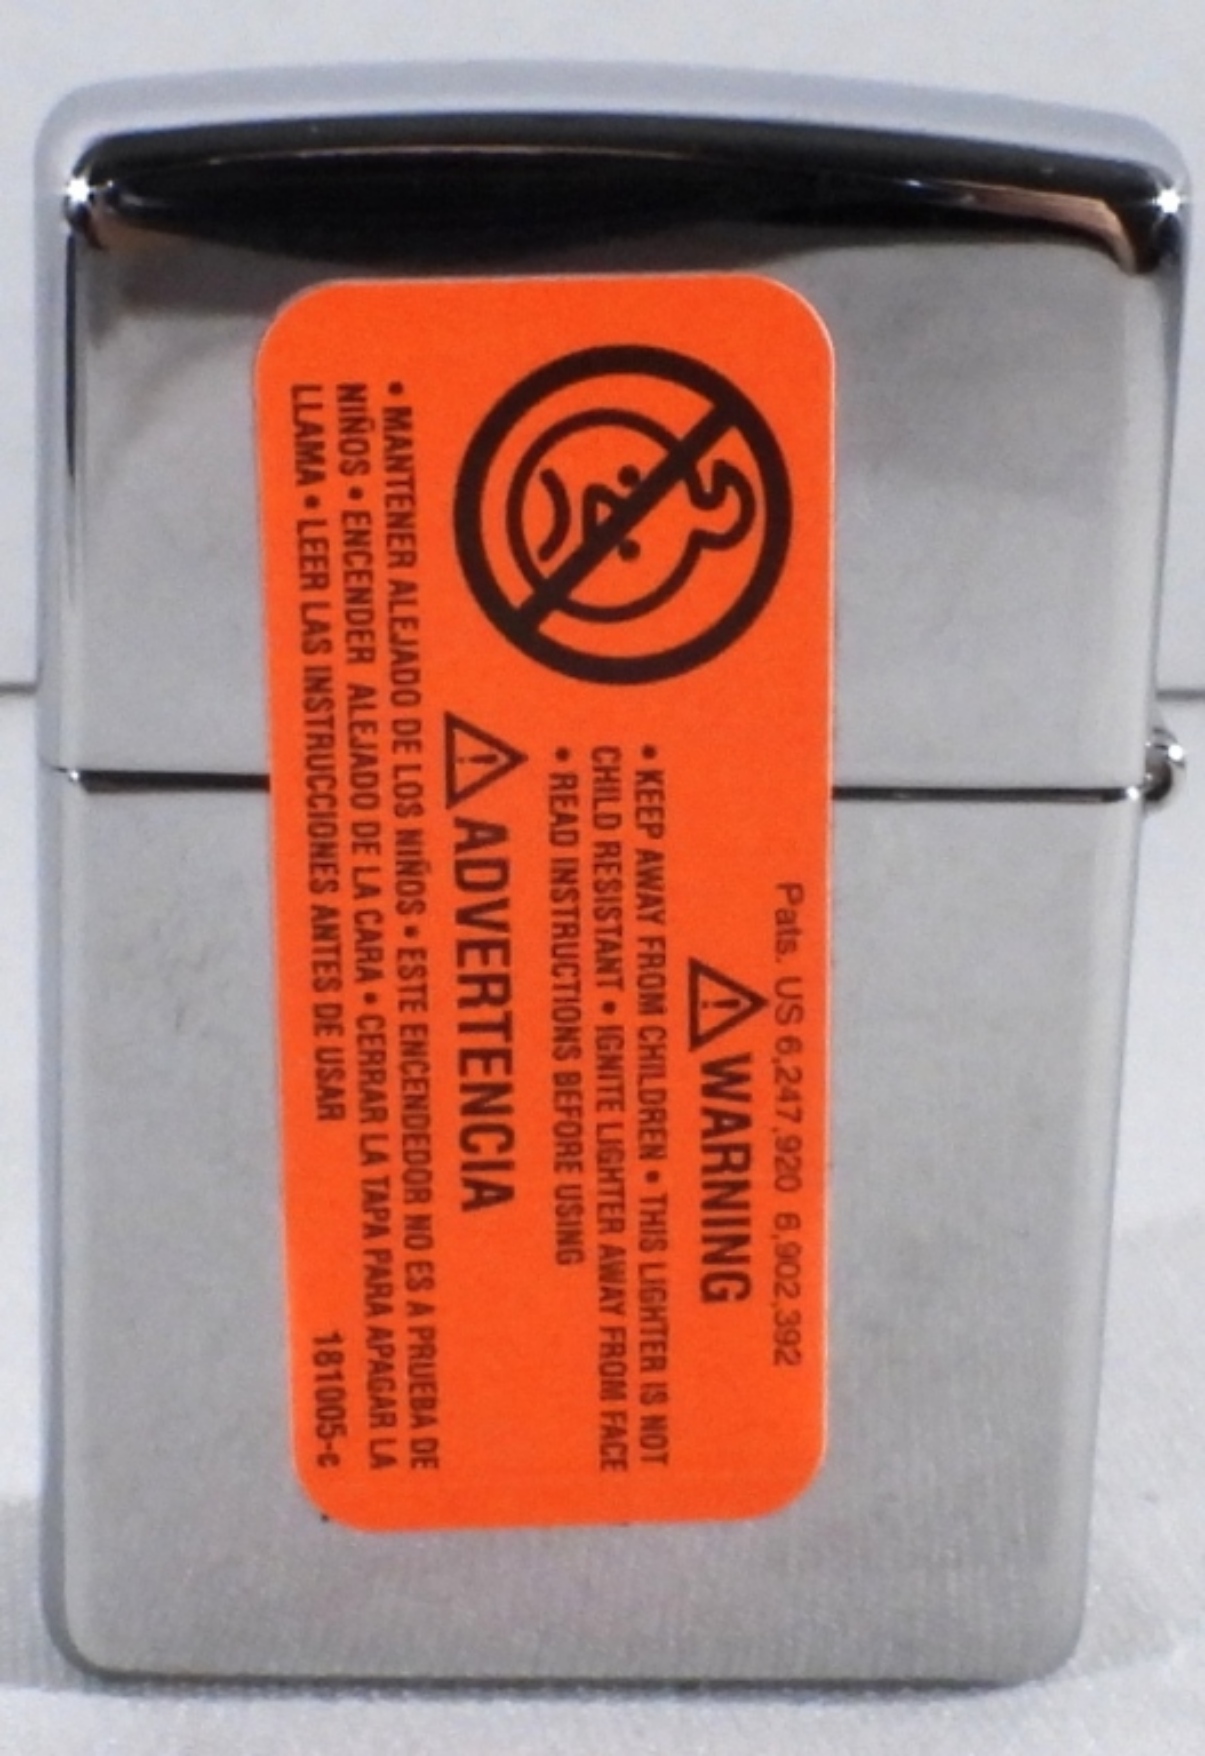 Pats. US 6,247,920 6,902,392
⚠ WARNING
• KEEP AWAY FROM CHILDREN • THIS LIGHTER IS NOT
CHILD RESISTANT • IGNITE LIGHTER AWAY FROM FACE
• READ INSTRUCTIONS BEFORE USING
⚠ ADVERTENCIA
• MANTENER ALEJADO DE LOS NIÑOS • ESTE ENCENDEDOR NO ES A PRUEBA DE
NIÑOS • ENCENDER ALEJADO DE LA CARA • CERRAR LA TAPA PARA APAGAR LA
LLAMA • LEER LAS INSTRUCCIONES ANTES DE USAR 181005-c